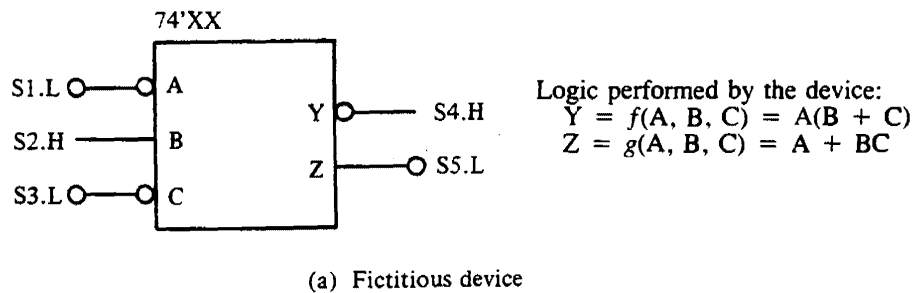 74'XX
S1.L
A
S2.H
B
S3.L
C
Y
S4.H
Z
S5.L
Logic performed by the device:
Y = f(A, B, C) = A(B + C)
Z = g(A, B, C) = A + BC
(a) Fictitious device